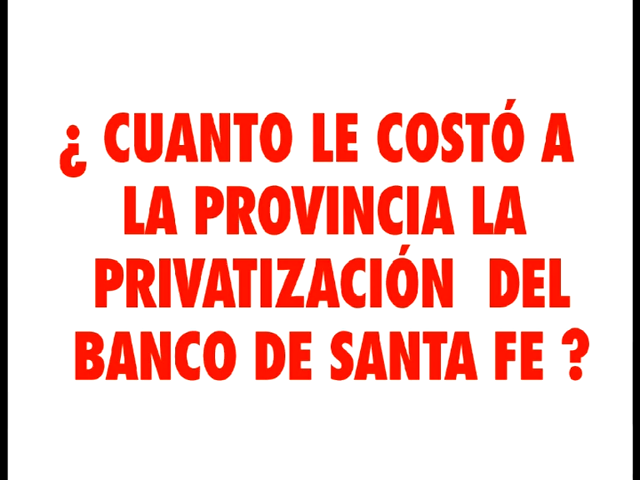 ¿ CUANTO LE COSTÓ A
LA PROVINCIA LA
PRIVATIZACIÓN DEL
BANCO DE SANTA FE ?